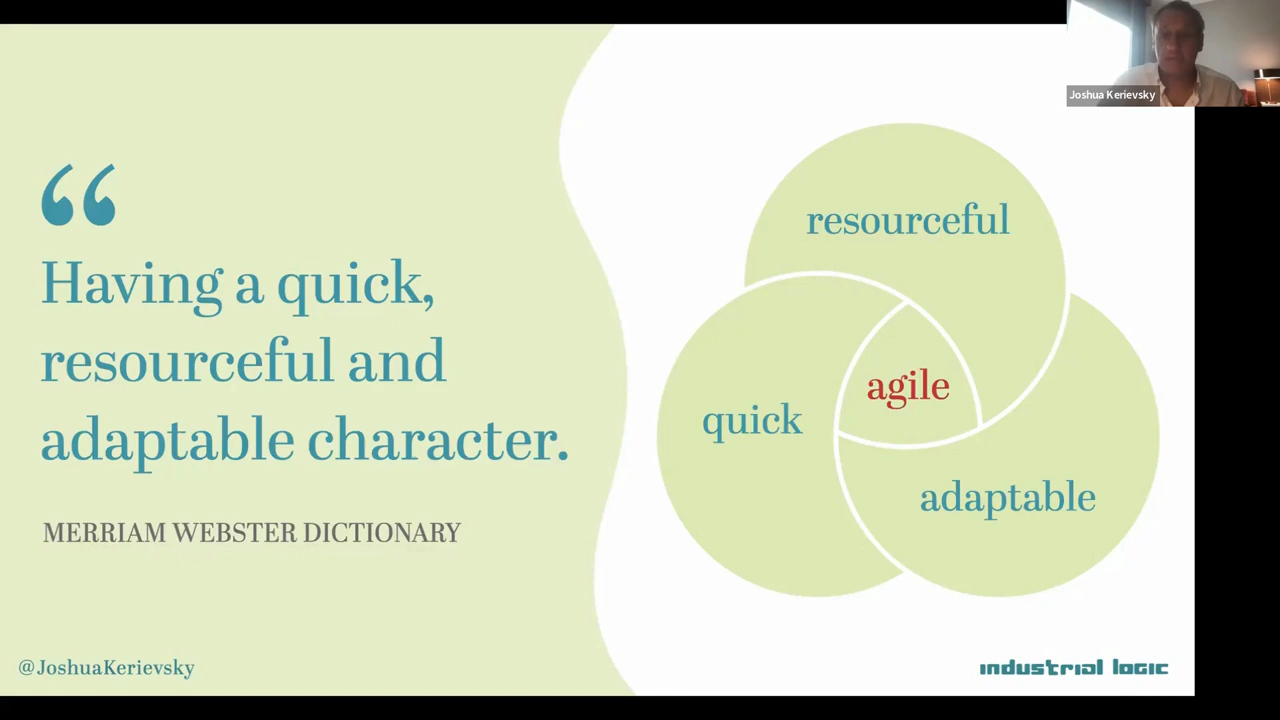 Joshua Kerievsky
“
Having a quick,
resourceful and
adaptable character.
MERRIAM WEBSTER DICTIONARY
resourceful
quick
agile
adaptable
@JoshuaKerievsky
industrial logic